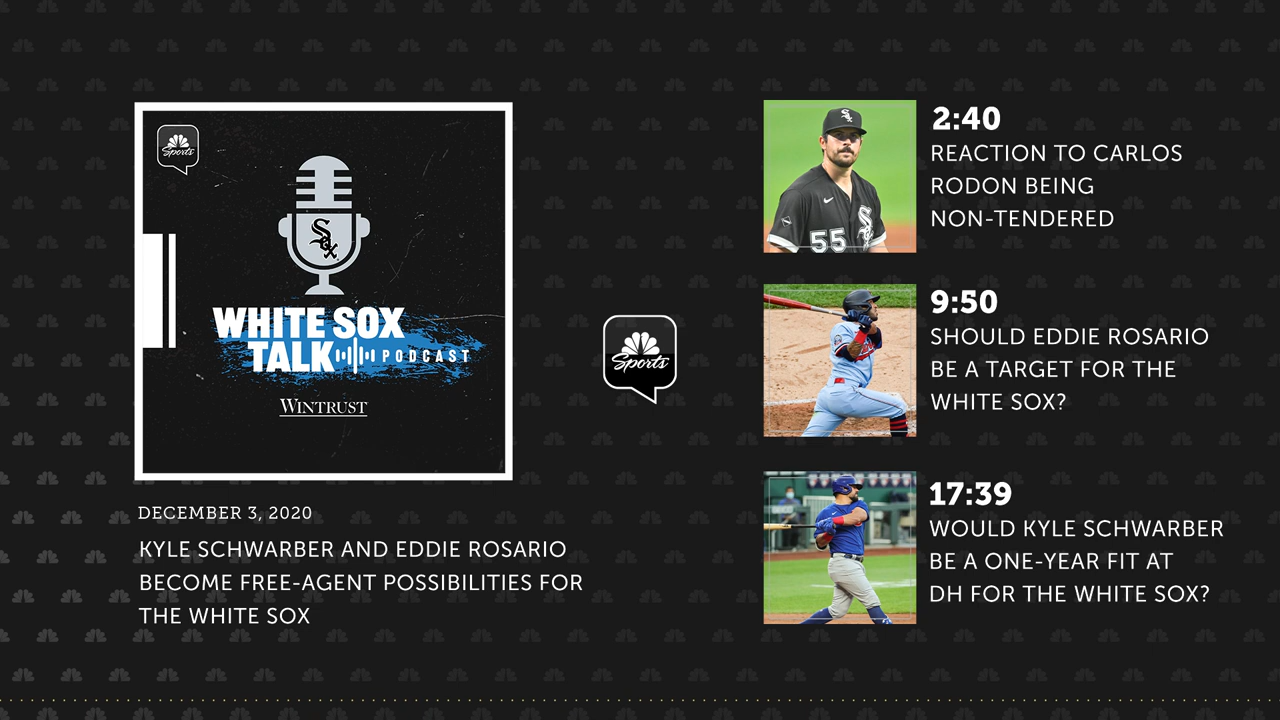 Sports
Sox
WHITE SOX
TALK PODCAST
WINTRUST
DECEMBER 3, 2020
KYLE SCHWARBER AND EDDIE ROSARIO
BECOME FREE-AGENT POSSIBILITIES FOR
THE WHITE SOX
Sports
2:40
REACTION TO CARLOS
RODON BEING
NON-TENDERED
Sox
55
9:50
SHOULD EDDIE ROSARIO
BE A TARGET FOR THE
WHITE SOX?
17:39
WOULD KYLE SCHWARBER
BE A ONE-YEAR FIT AT
DH FOR THE WHITE SOX?